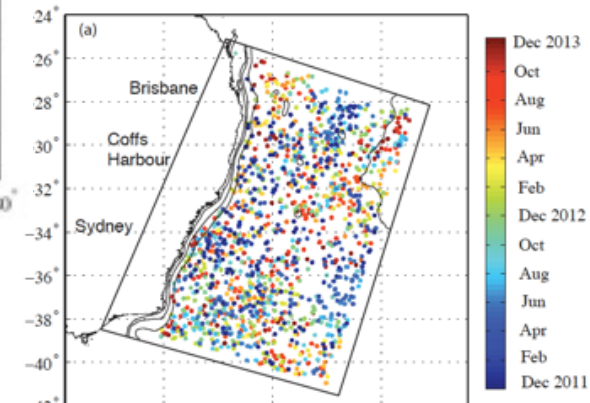 (a)
−24°
−26°
−28°
30°
32°
−34°
−36°
−38°
−40°
Brisbane
Coffs
Harbour
Sydney
0°
Dec 2013
Oct
Aug
Jun
Apr
Feb
Dec 2012
Oct
Aug
Jun
Apr
Feb
Dec 2011